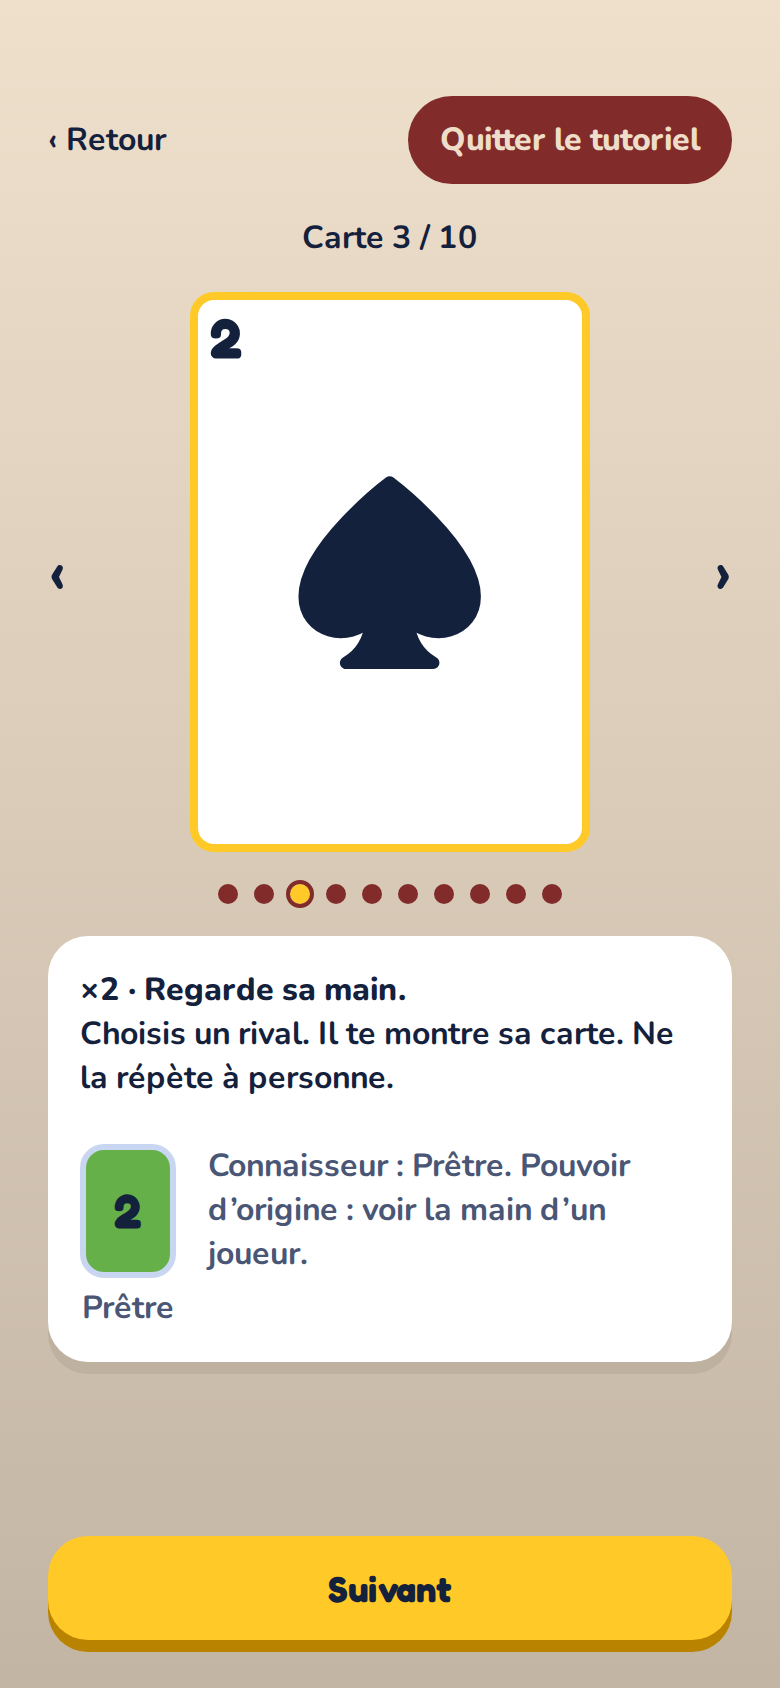 ‹ Retour
Quitter le tutoriel
Carte 3 / 10
2
‹
›
×2 · Regarde sa main.
Choisis un rival. Il te montre sa carte. Ne
la répète à personne.
2
Prêtre
Connaisseur : Prêtre. Pouvoir
d’origine : voir la main d’un
joueur.
Suivant